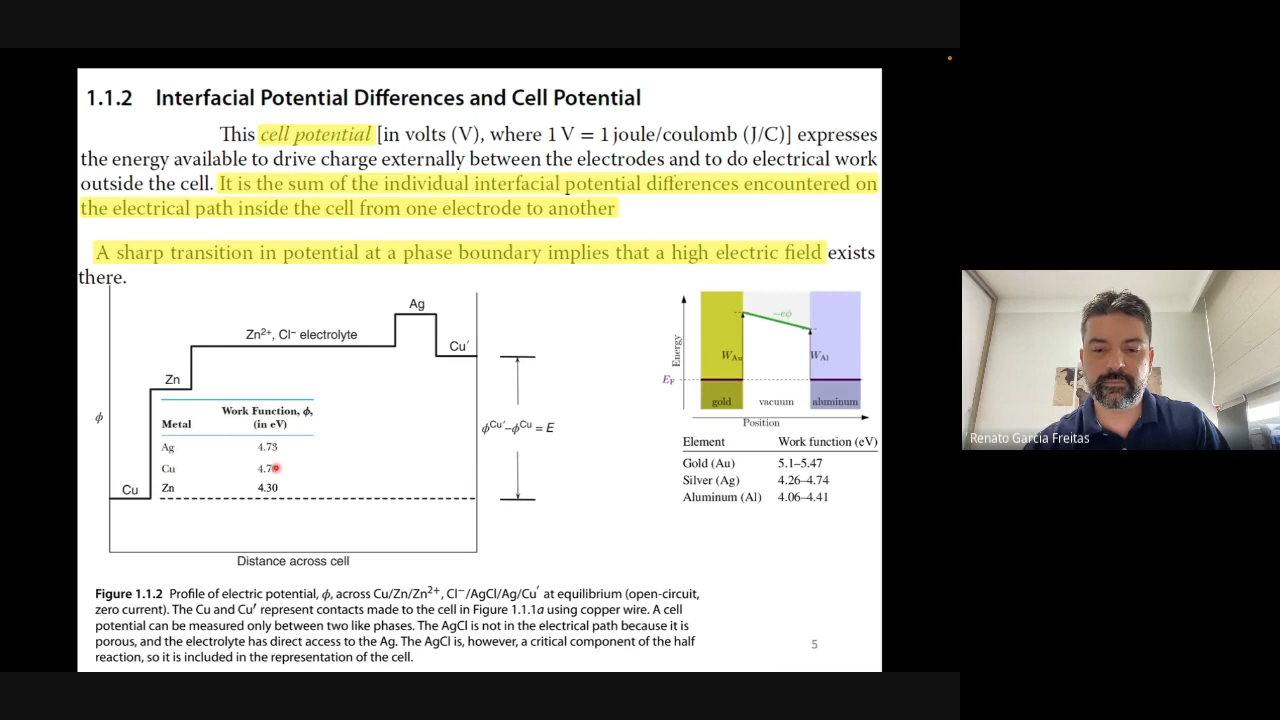 1.1.2 Interfacial Potential Differences and Cell Potential
This cell potential [in volts (V), where 1 V = 1 joule/coulomb (J/C)] expresses
the energy available to drive charge externally between the electrodes and to do electrical work
outside the cell. It is the sum of the individual interfacial potential differences encountered on
the electrical path inside the cell from one electrode to another
A sharp transition in potential at a phase boundary implies that a high electric field exists
there.
Ag
Zn²⁺, Cl⁻ electrolyte
Cu′
Zn
ϕ
Work Function, ϕ,
Metal (in eV)
Ag 4.73
Cu
Zn 4.30
Cu
ϕCu′−ϕCu = E
Distance across cell
Energy
−eϕ
WAu
WAl
EF
gold vacuum aluminum
Position
Element Work function (eV)
Gold (Au) 5.1–5.47
Silver (Ag) 4.26–4.74
Aluminum (Al) 4.06–4.41
Figure 1.1.2 Profile of electric potential, ϕ, across Cu/Zn/Zn²⁺, Cl⁻/AgCl/Ag/Cu′ at equilibrium (open-circuit,
zero current). The Cu and Cu′ represent contacts made to the cell in Figure 1.1.1a using copper wire. A cell
potential can be measured only between two like phases. The AgCl is not in the electrical path because it is
porous, and the electrolyte has direct access to the Ag. The AgCl is, however, a critical component of the half
reaction, so it is included in the representation of the cell.
5
Renato Garcia Freitas